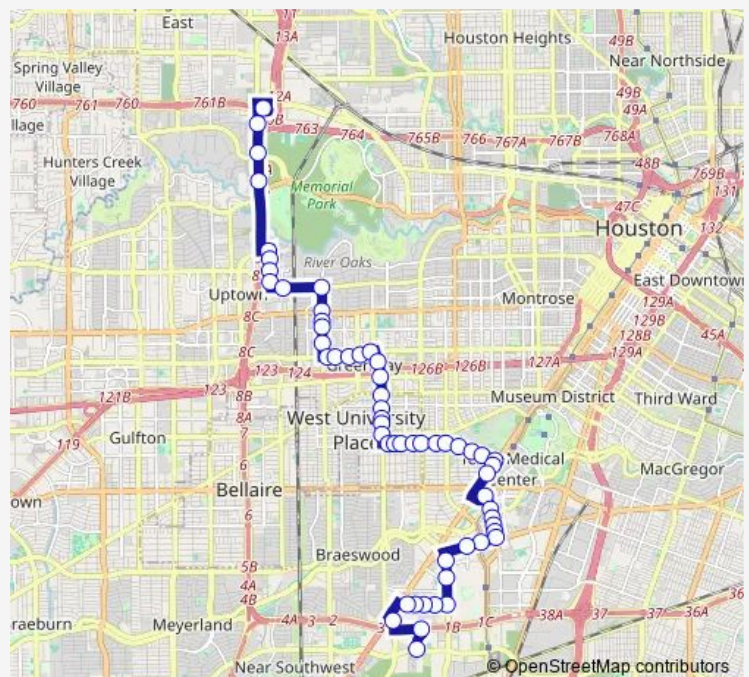 11
East
13A
Houston Heights
49B
Near Northside
Spring Valley
Village
760
761
760
761B
12A
49B
49A
763
764
765B
766
767A
767B
768A
llage
Hunters Creek
Village
48B
769B
131
Memorial
Park
47C
132
Houston
River Oaks
Uptown
8C
Montrose
East Downtown
129A
129B
128B
129A
45A
8C
123
124
126B
126B
127A
121B
123
8B
8A
Museum District
Third Ward
119
Gulfton
7
6
West University
Place
Medical
Center
MacGregor
Bellaire
own
6
Braeswood
5B
4A
4B
36
raeburn
Meyerland
4A
3
2
1B
1C
38A
37
37
36A
Near Southwest
© OpenStreetMap contributors